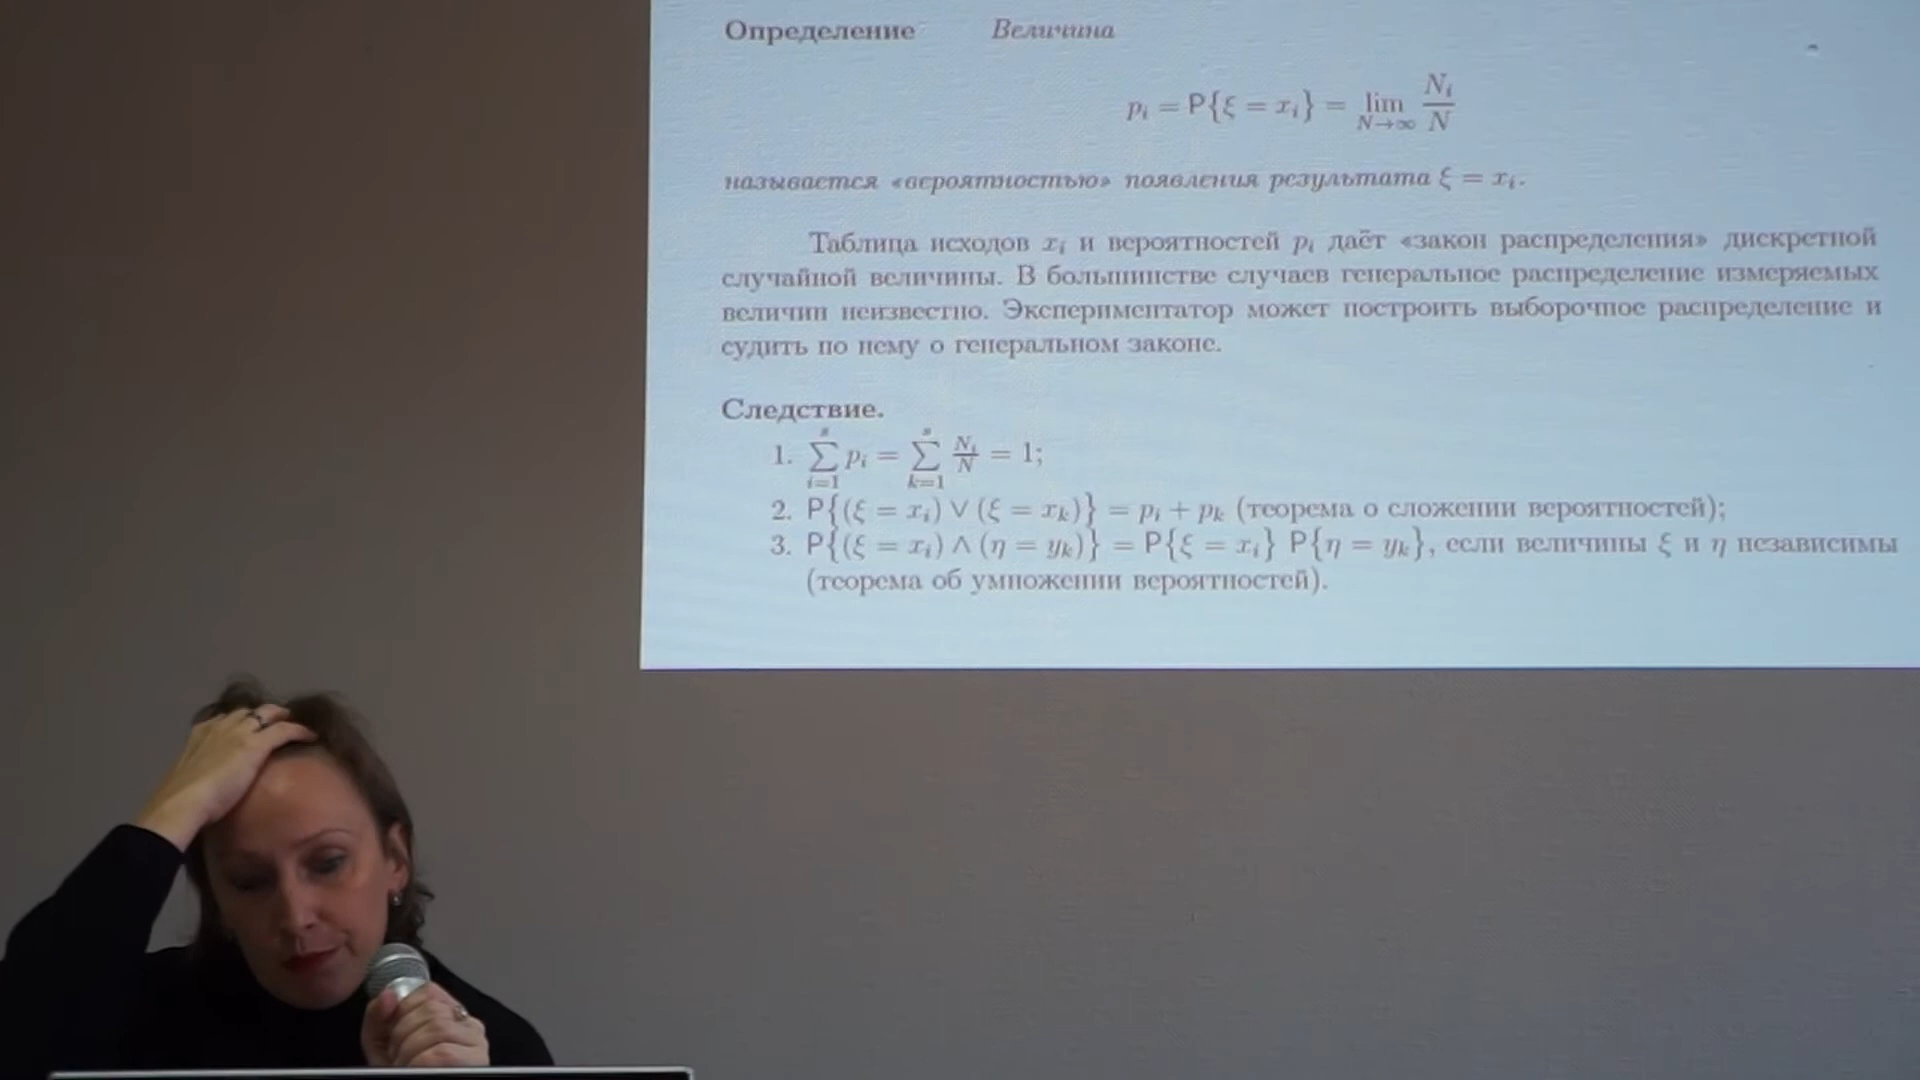 Определение Величина
p_i = P{ξ = x_i} = lim_{N→∞} N_i/N
называется «вероятностью» появления результата ξ = x_i.
Таблица исходов x_i и вероятностей p_i даёт «закон распределения» дискретной
случайной величины. В большинстве случаев генеральное распределение измеряемых
величин неизвестно. Экспериментатор может построить выборочное распределение и
судить по нему о генеральном законе.
Следствие.
1. ∑_{i=1}^{s} p_i = ∑_{k=1}^{s} N_i/N = 1;
2. P{(ξ = x_i) ∨ (ξ = x_k)} = p_i + p_k (теорема о сложении вероятностей);
3. P{(ξ = x_i) ∧ (η = y_k)} = P{ξ = x_i} P{η = y_k}, если величины ξ и η независимы
(теорема об умножении вероятностей).